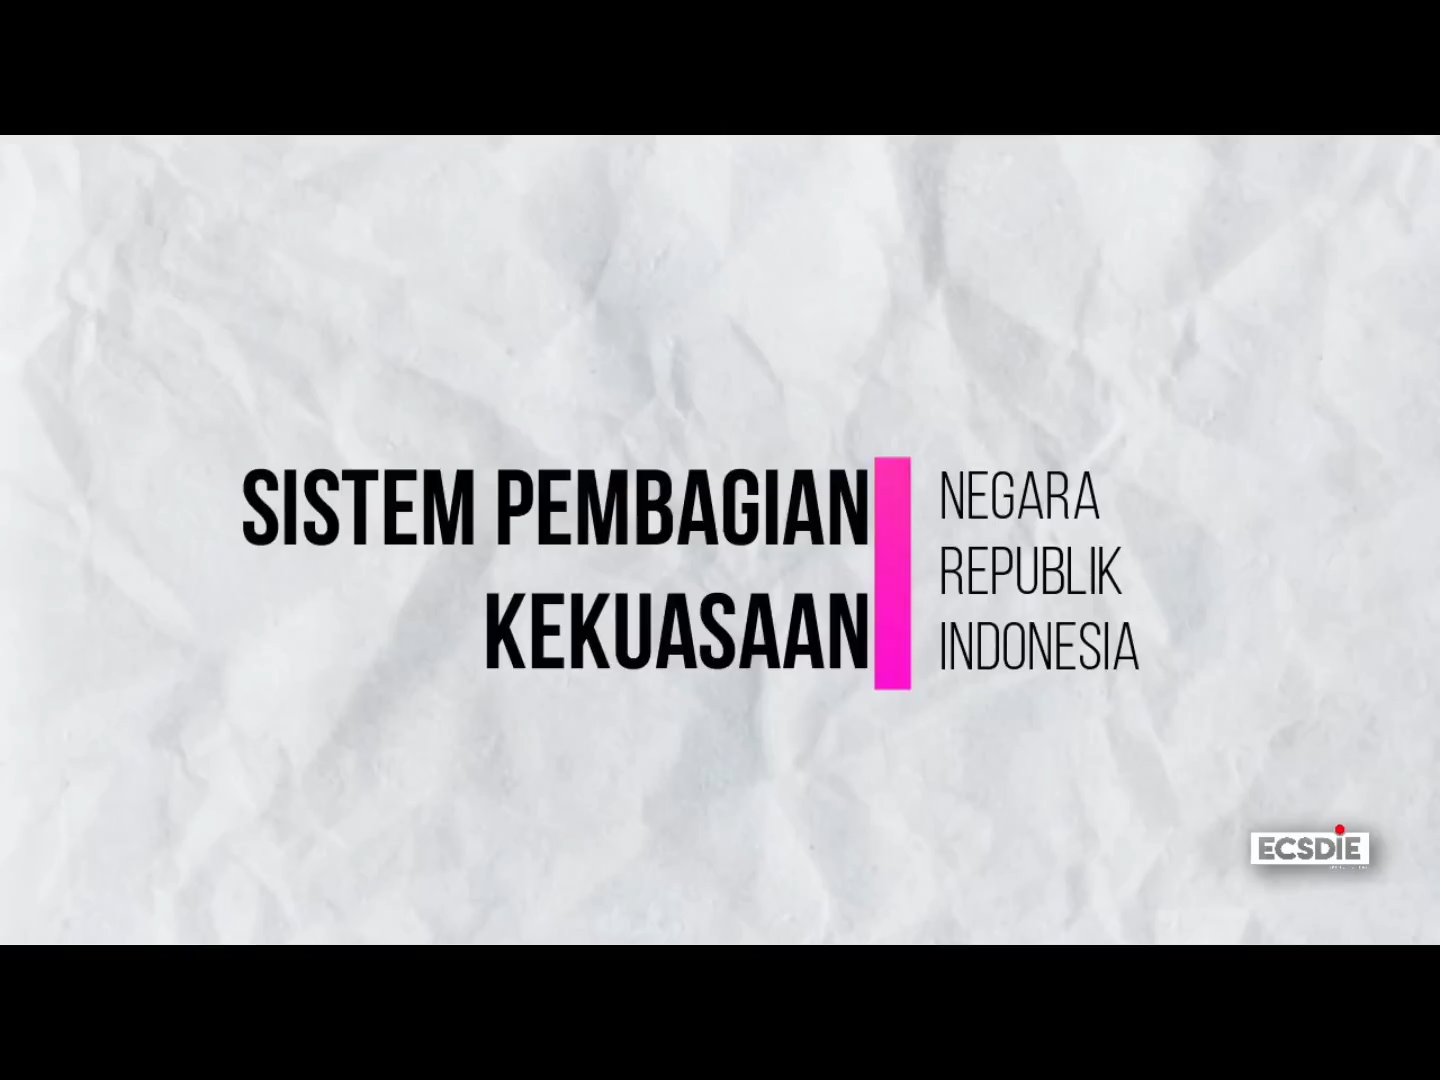 SISTEM PEMBAGIAN
KEKUASAAN
NEGARA
REPUBLIK
INDONESIA
ECSDIE